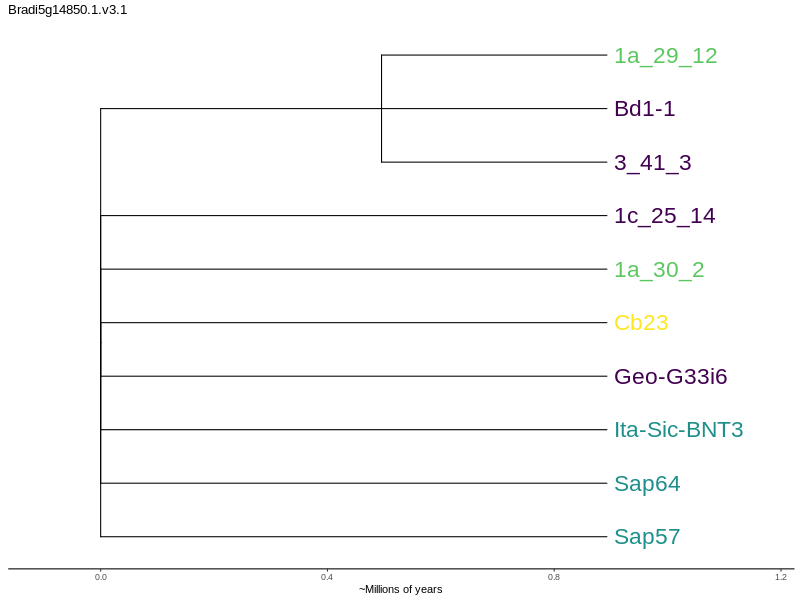 Bradi5g14850.1.v3.1
1a_29_12
Bd1-1
3_41_3
1c_25_14
1a_30_2
Cb23
Geo-G33i6
Ita-Sic-BNT3
Sap64
Sap57
0.0 0.4 0.8 1.2
~Millions of years